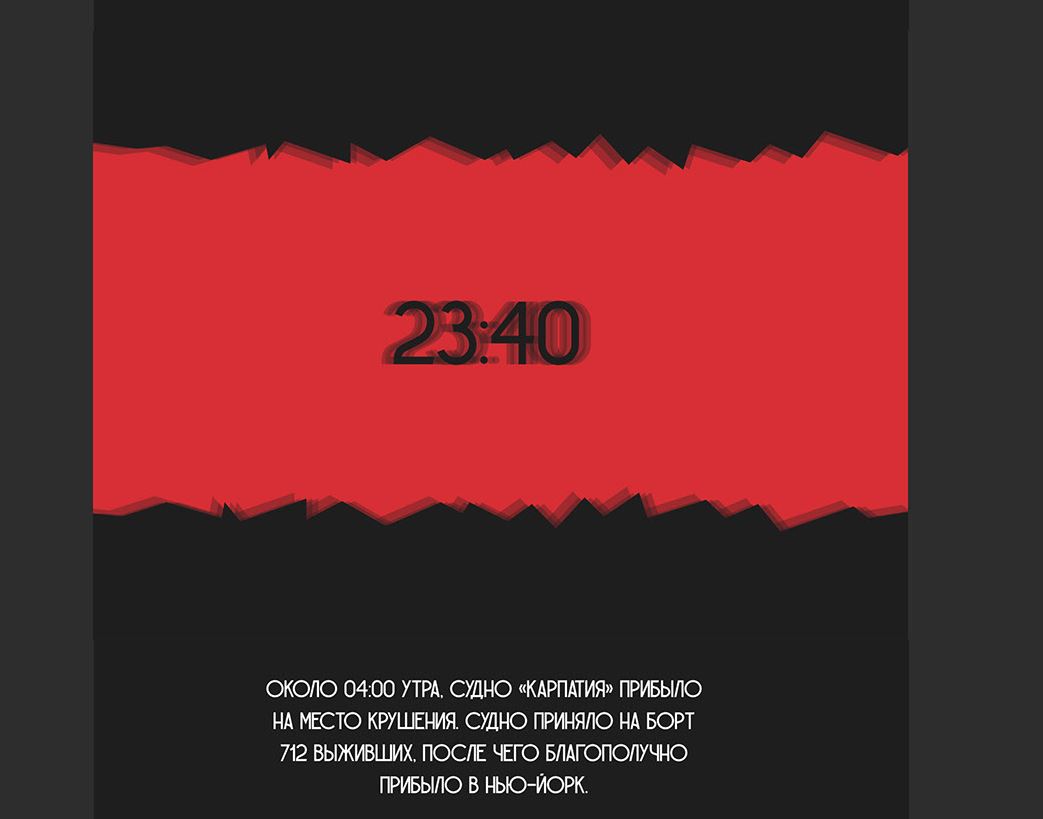 23:40
ОКОЛО 04:00 УТРА, СУДНО «КАРПАТИЯ» ПРИБЫЛО
НА МЕСТО КРУШЕНИЯ. СУДНО ПРИНЯЛО НА БОРТ
712 ВЫЖИВШИХ, ПОСЛЕ ЧЕГО БЛАГОПОЛУЧНО
ПРИБЫЛО В НЬЮ-ЙОРК.